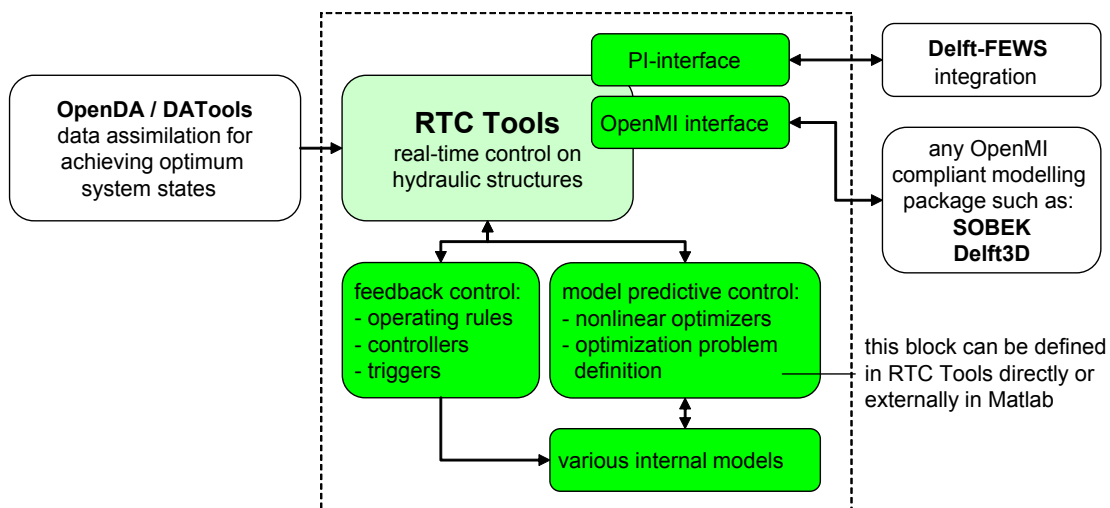 OpenDA / DATools
data assimilation for
achieving optimum
system states
RTC Tools
real-time control on
hydraulic structures
PI-interface
OpenMI interface
Delft-FEWS
integration
any OpenMI
compliant modelling
package such as:
SOBEK
Delft3D
feedback control:
- operating rules
- controllers
- triggers
model predictive control:
- nonlinear optimizers
- optimization problem
definition
this block can be defined
in RTC Tools directly or
externally in Matlab
various internal models